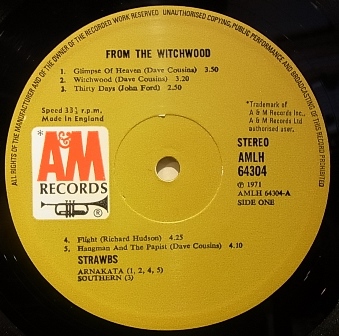 ALL RIGHTS OF THE MANUFACTURER AND OF THE OWNER OF THE RECORDED WORK RESERVED. UNAUTHORISED COPYING, PUBLIC PERFORMANCE AND BROADCASTING OF THIS RECORD PROHIBITED
FROM THE WITCHWOOD
1. Glimpse Of Heaven (Dave Cousins) 3.50
2. Witchwood (Dave Cousins) 3.20
3. Thirty Days (John Ford) 2.50
Speed 33⅓ r.p.m.
Made in England
*Trademark of
A & M Records Inc.,
A & M Records Ltd
authorised user.
*A&M
RECORDS
®
STEREO
AMLH
64304
℗ 1971
AMLH 64304-A
SIDE ONE
4. Flight (Richard Hudson) 4.25
5. Hangman And The Papist (Dave Cousins) 4.10
STRAWBS
ARNAKATA (1, 2, 4, 5)
SOUTHERN (3)